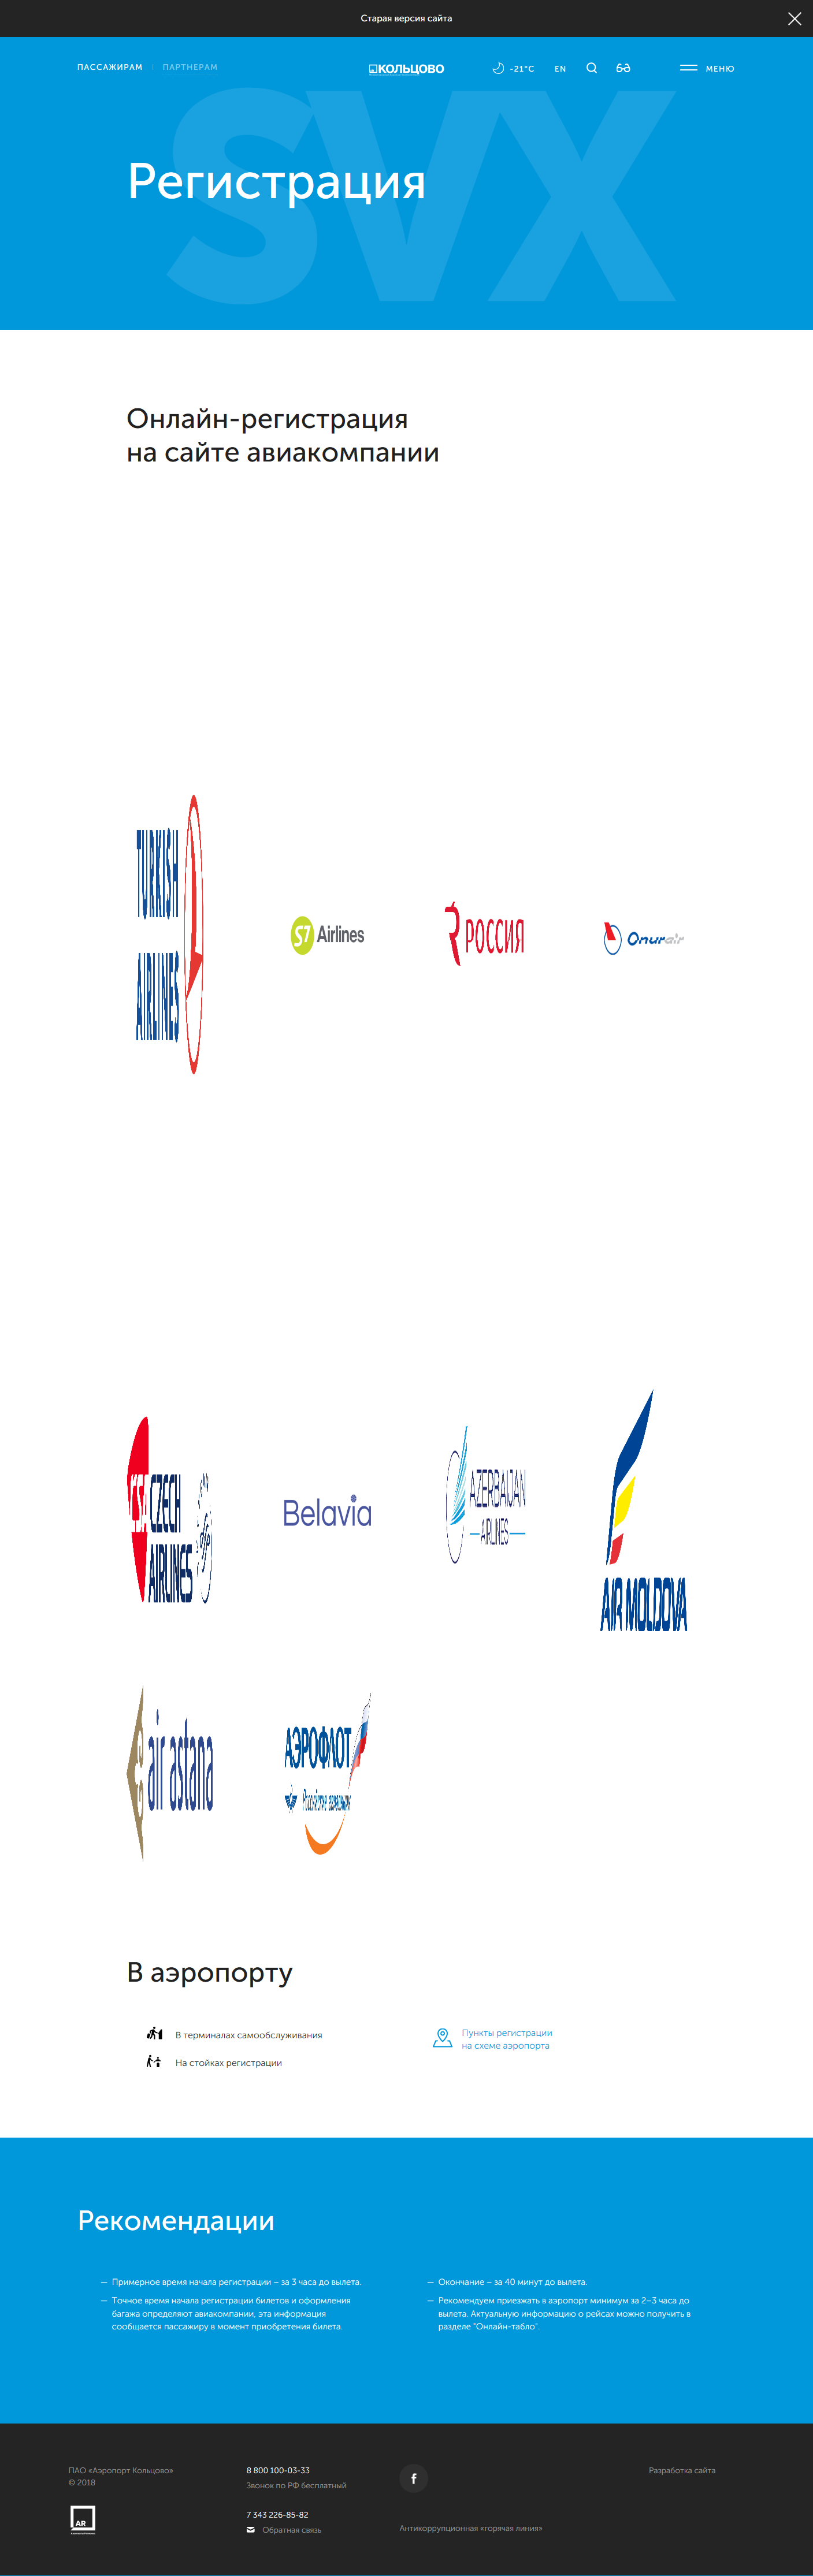 Старая версия сайта
ПАССАЖИРАМ | ПАРТНЕРАМ
КОЛЬЦОВО
-21°C
EN
МЕНЮ
SVX
Регистрация
Онлайн-регистрация
на сайте авиакомпании
TURKISH
AIRLINES
S7 Airlines
РОССИЯ
Onurair
CSA CZECH
AIRLINES
Belavia
AZERBAIJAN
AIRLINES
AIR MOLDOVA
air astana
АЭРОФЛОТ
Российские авиалинии
В аэропорту
В терминалах самообслуживания
На стойках регистрации
Пункты регистрации
на схеме аэропорта
Рекомендации
— Примерное время начала регистрации – за 3 часа до вылета.
— Точное время начала регистрации билетов и оформления
багажа определяют авиакомпании, эта информация
сообщается пассажиру в момент приобретения билета.
— Окончание – за 40 минут до вылета.
— Рекомендуем приезжать в аэропорт минимум за 2–3 часа до
вылета. Актуальную информацию о рейсах можно получить в
разделе "Онлайн-табло".
ПАО «Аэропорт Кольцово»
© 2018
AR
8 800 100-03-33
Звонок по РФ бесплатный
7 343 226-85-82
Обратная связь
f
Антикоррупционная «горячая линия»
Разработка сайта